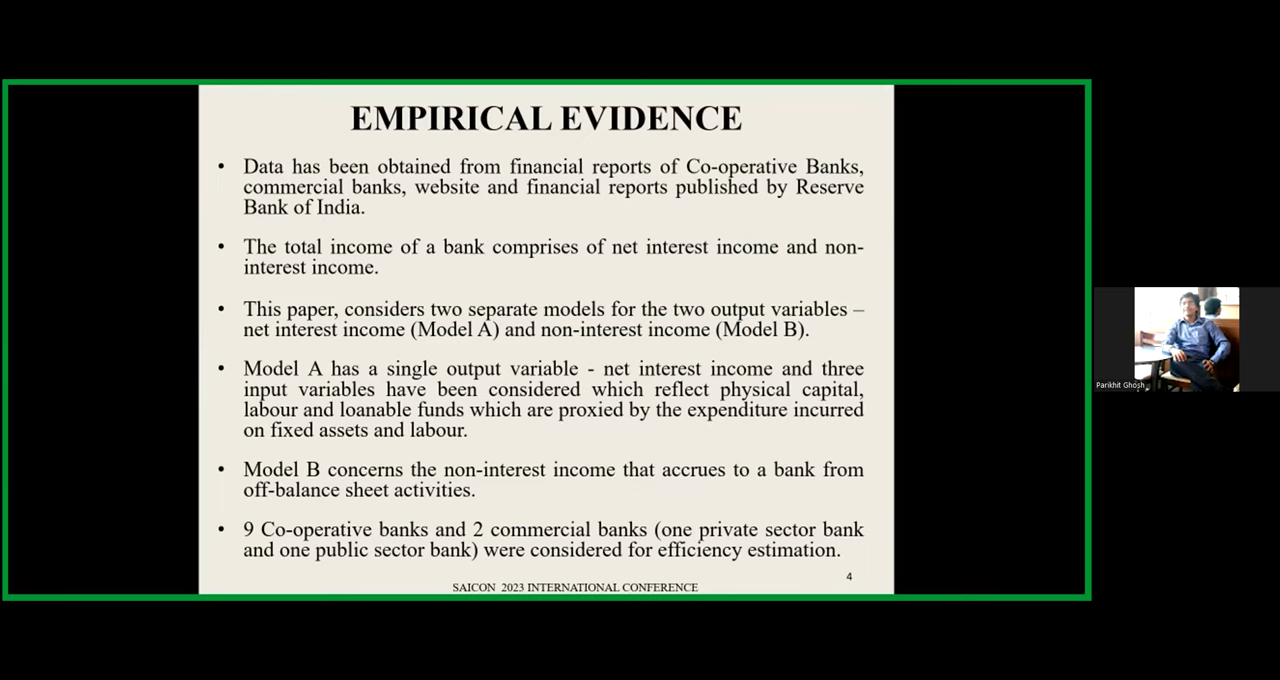 EMPIRICAL EVIDENCE
• Data has been obtained from financial reports of Co-operative Banks,
commercial banks, website and financial reports published by Reserve
Bank of India.
• The total income of a bank comprises of net interest income and non-
interest income.
• This paper, considers two separate models for the two output variables –
net interest income (Model A) and non-interest income (Model B).
• Model A has a single output variable - net interest income and three
input variables have been considered which reflect physical capital,
labour and loanable funds which are proxied by the expenditure incurred
on fixed assets and labour.
• Model B concerns the non-interest income that accrues to a bank from
off-balance sheet activities.
• 9 Co-operative banks and 2 commercial banks (one private sector bank
and one public sector bank) were considered for efficiency estimation.
4
SAICON 2023 INTERNATIONAL CONFERENCE
Parikhit Ghosh